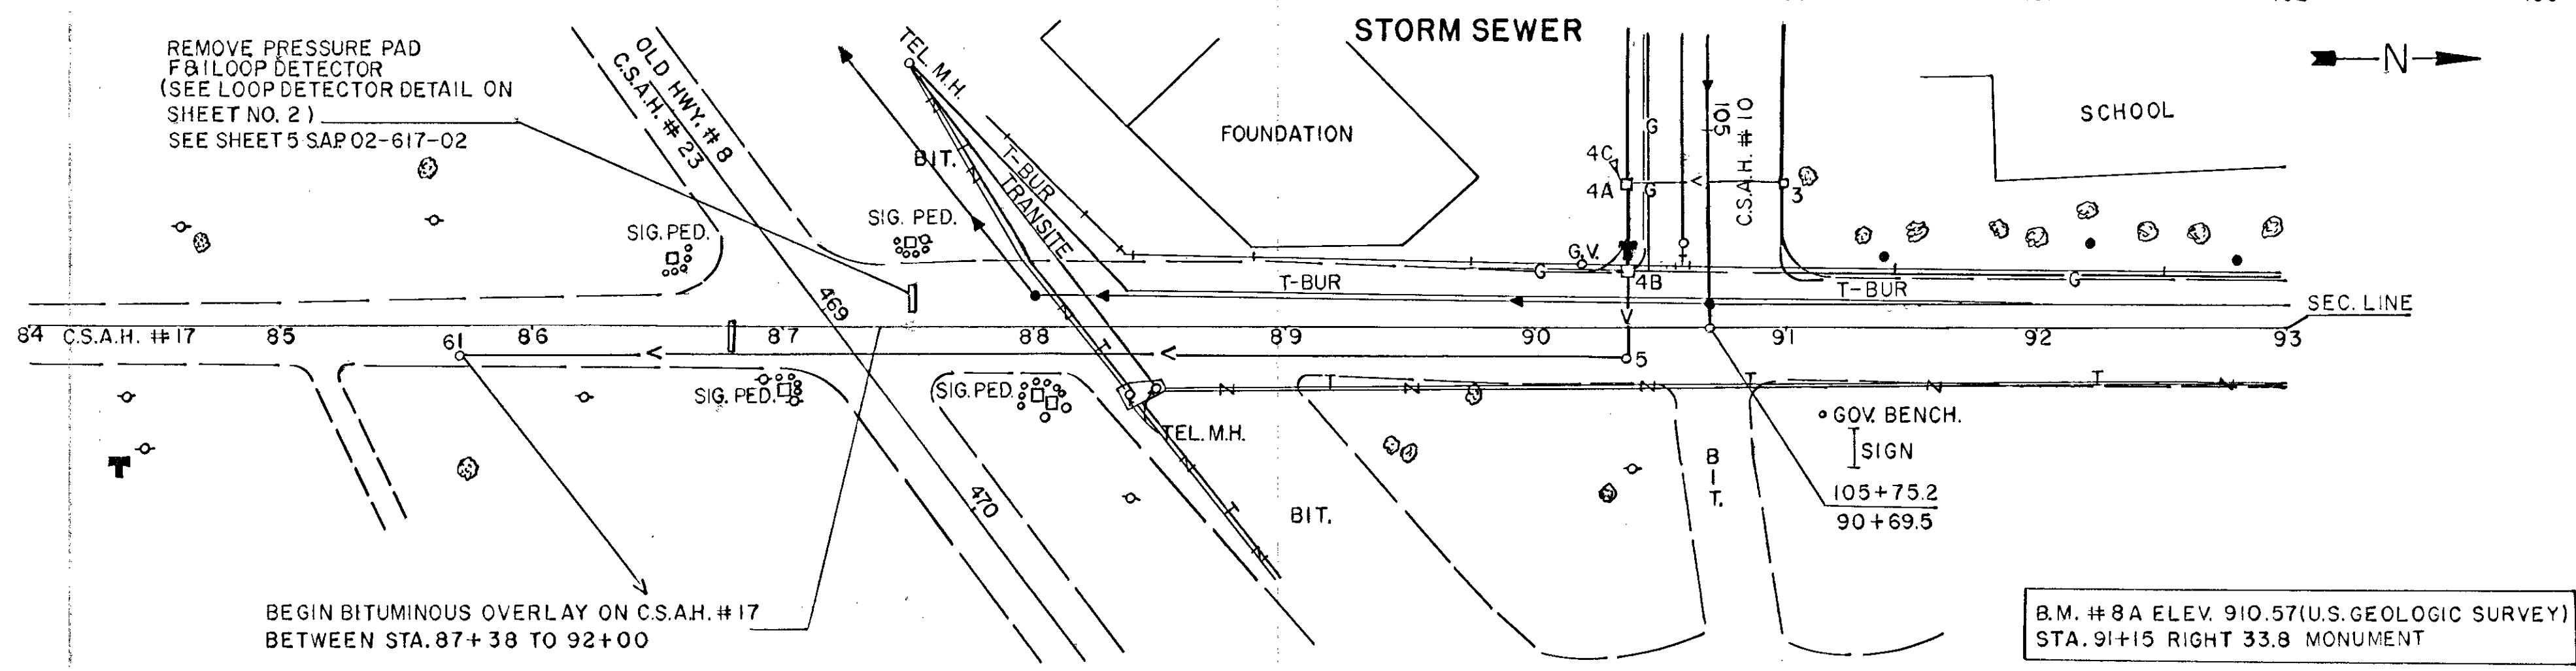 STORM SEWER
REMOVE PRESSURE PAD
F&I LOOP DETECTOR
(SEE LOOP DETECTOR DETAIL ON
SHEET NO. 2)
SEE SHEET 5 S.A.P. 02-617-02
OLD HWY. #8
C.S.A.H. #23
TEL. M.H.
BIT.
T-BUR
TRANSITE
FOUNDATION
N
SCHOOL
G
105
C.S.A.H. #10
4C
4A
G
3
SIG. PED.
SIG. PED.
G.V.
G
4B
T-BUR
T-BUR
G
SEC. LINE
469
84 C.S.A.H. #17 85 86 87 88 89 90 91 92 93
61
5
SIG. PED.
SIG. PED.
T
T
T
T
TEL. M.H.
GOV. BENCH.
SIGN
470
T
BIT.
BIT.
105+75.2
90+69.5
BEGIN BITUMINOUS OVERLAY ON C.S.A.H. #17
BETWEEN STA. 87+38 TO 92+00
B.M. #8A ELEV. 910.57 (U.S. GEOLOGIC SURVEY)
STA. 91+15 RIGHT 33.8 MONUMENT